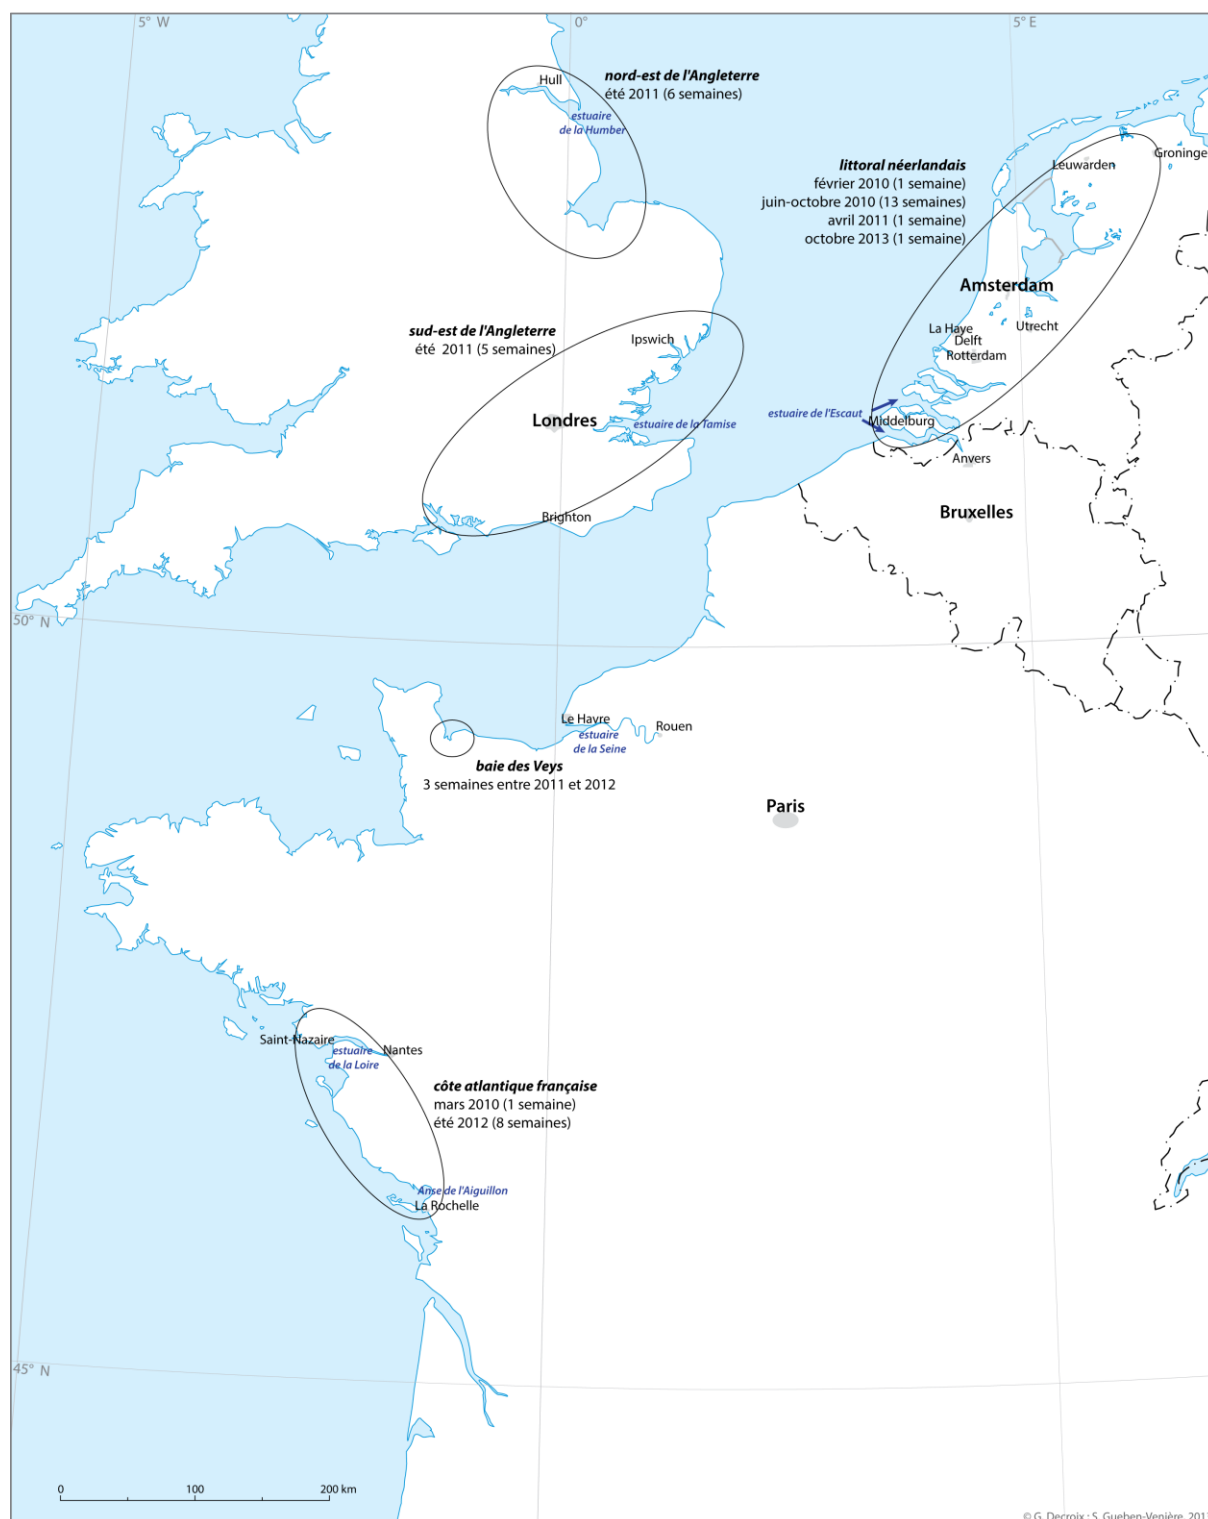 5° W
0°
5° E
Hull
nord-est de l'Angleterre
été 2011 (6 semaines)
estuaire
de la Humber
littoral néerlandais
février 2010 (1 semaine)
juin-octobre 2010 (13 semaines)
avril 2011 (1 semaine)
octobre 2013 (1 semaine)
Leuwarden
Groninge
Amsterdam
La Haye
Utrecht
Delft
Rotterdam
sud-est de l'Angleterre
été 2011 (5 semaines)
Ipswich
Londres
estuaire de la Tamise
estuaire de l'Escaut
Middelburg
Anvers
Bruxelles
Brighton
50° N
Le Havre
Rouen
estuaire
de la Seine
baie des Veys
3 semaines entre 2011 et 2012
Paris
Saint-Nazaire
Nantes
estuaire
de la Loire
côte atlantique française
mars 2010 (1 semaine)
été 2012 (8 semaines)
Anse de l'Aiguillon
La Rochelle
45° N
0
100
200 km
© G. Decroix ; S. Gueben-Venière, 201